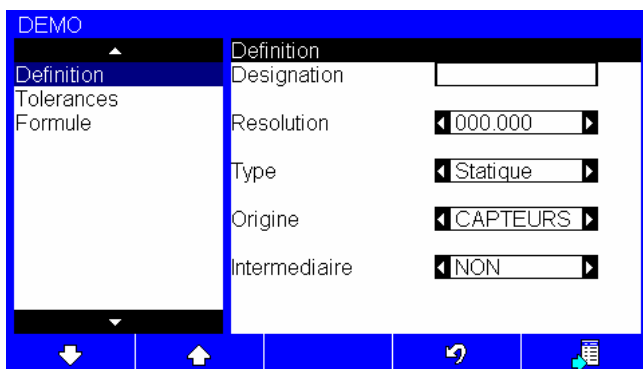 DEMO
Definition
Tolerances
Formule
Definition
Designation
Resolution 000.000
Type Statique
Origine CAPTEURS
Intermediaire NON